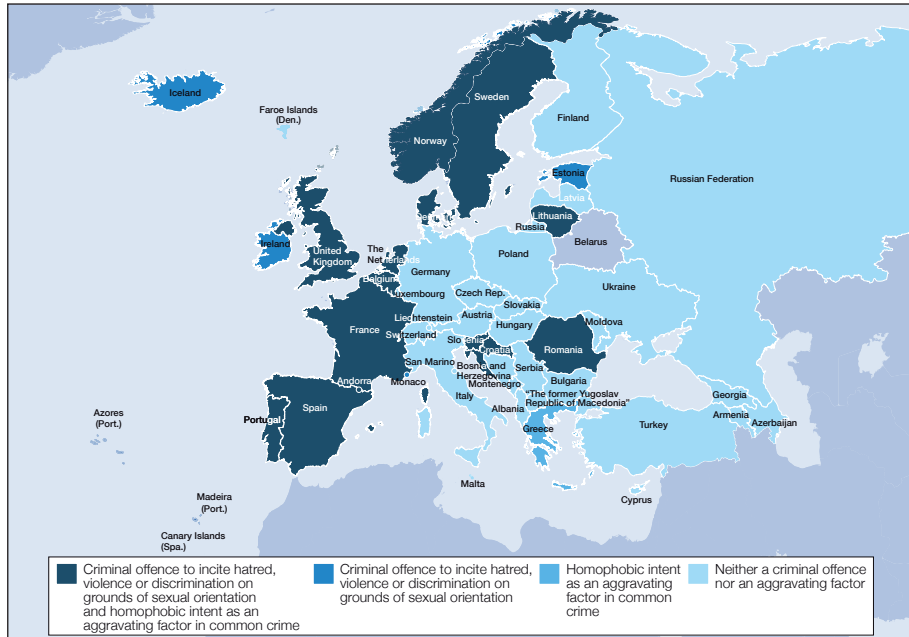 Iceland
Faroe Islands
(Den.)
Sweden
Finland
Norway
Russian Federation
Estonia
Latvia
Denmark
Lithuania
Russia
Ireland
United
Kingdom
The
Netherlands
Belarus
Poland
Germany
Belgium
Luxembourg
Czech Rep.
Ukraine
Slovakia
Liechtenstein
Austria
Moldova
France
Switzerland
Hungary
Slovenia
Croatia
Romania
San Marino
Bosnia and
Herzegovina
Serbia
Monaco
Montenegro
Andorra
Italy
Bulgaria
"The former Yugoslav
Republic of Macedonia"
Georgia
Azores
(Port.)
Portugal
Spain
Albania
Greece
Turkey
Armenia
Azerbaijan
Malta
Cyprus
Madeira
(Port.)
Canary Islands
(Spa.)
Criminal offence to incite hatred,
violence or discrimination on
grounds of sexual orientation
and homophobic intent as an
aggravating factor in common crime
Criminal offence to incite hatred,
violence or discrimination on
grounds of sexual orientation
Homophobic intent
as an aggravating
factor in common
crime
Neither a criminal offence
nor an aggravating factor